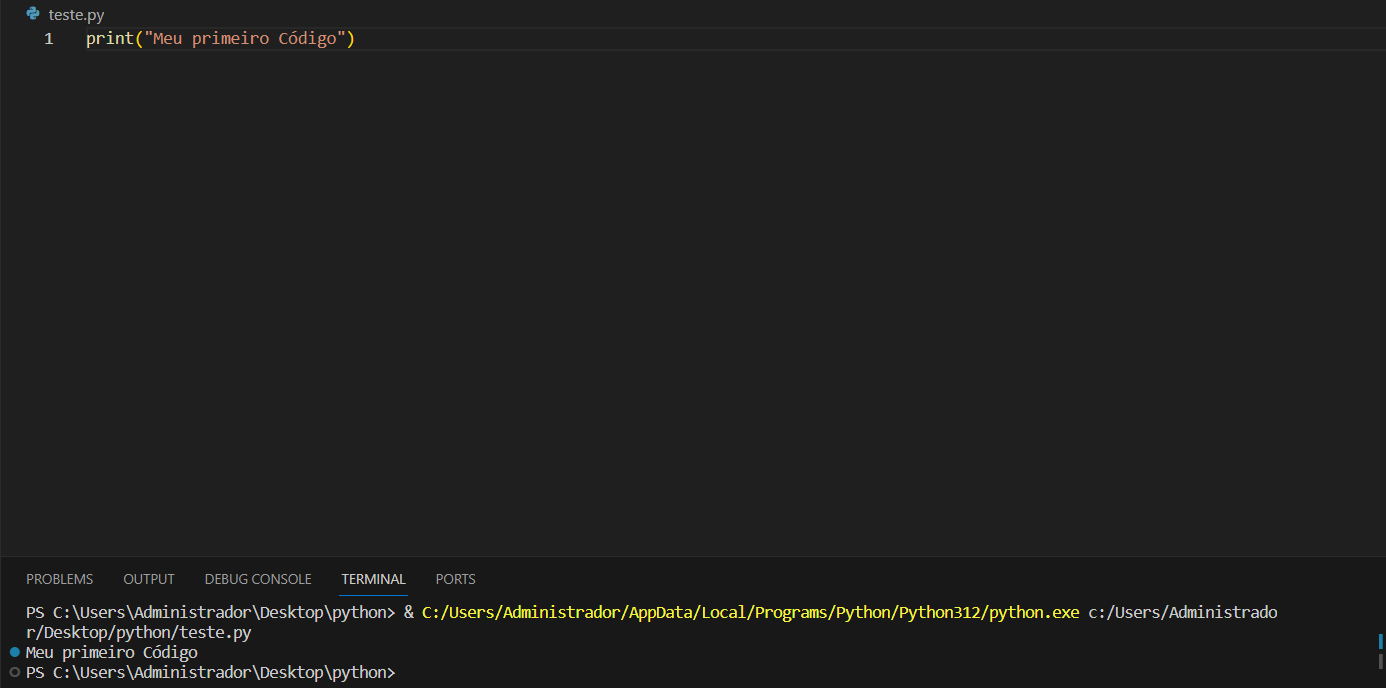 teste.py
1 print("Meu primeiro Código")
PROBLEMS OUTPUT DEBUG CONSOLE TERMINAL PORTS
PS C:\Users\Administrador\Desktop\python> & C:/Users/Administrador/AppData/Local/Programs/Python/Python312/python.exe c:/Users/Administrado
r/Desktop/python/teste.py
Meu primeiro Código
PS C:\Users\Administrador\Desktop\python>